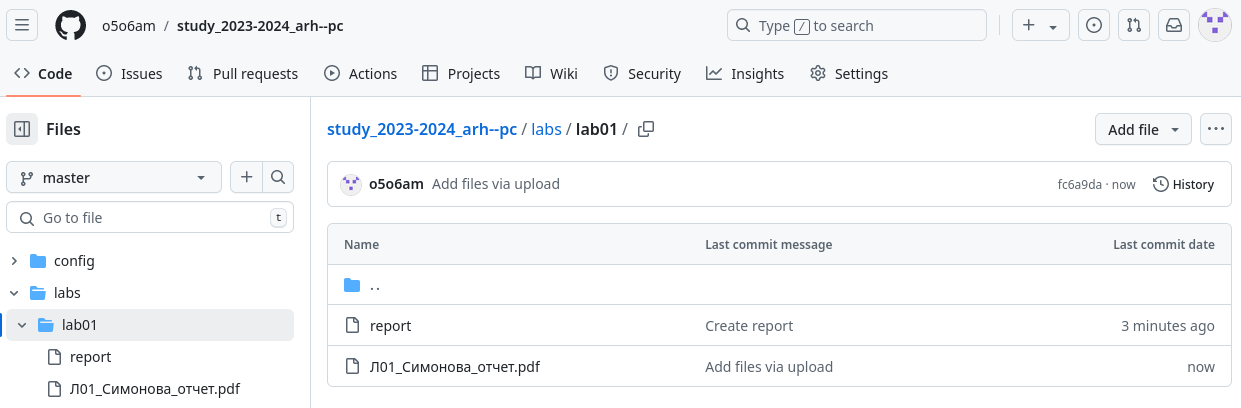 o5o6am / study_2023-2024_arh--pc
Type / to search
Code Issues Pull requests Actions Projects Wiki Security Insights Settings
Files
master
Go to file t
config
labs
lab01
report
Л01_Симонова_отчет.pdf
study_2023-2024_arh--pc / labs / lab01 /
Add file
o5o6am Add files via upload fc6a9da · now History
Name Last commit message Last commit date
..
report Create report 3 minutes ago
Л01_Симонова_отчет.pdf Add files via upload now